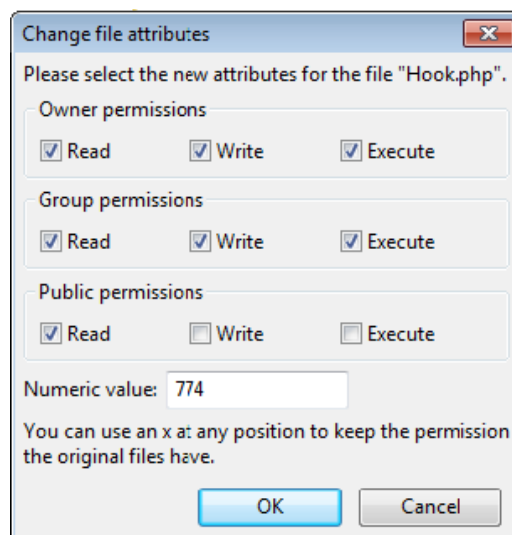 Change file attributes
Please select the new attributes for the file "Hook.php".
Owner permissions
Read Write Execute
Group permissions
Read Write Execute
Public permissions
Read Write Execute
Numeric value: 774
You can use an x at any position to keep the permission
the original files have.
OK Cancel